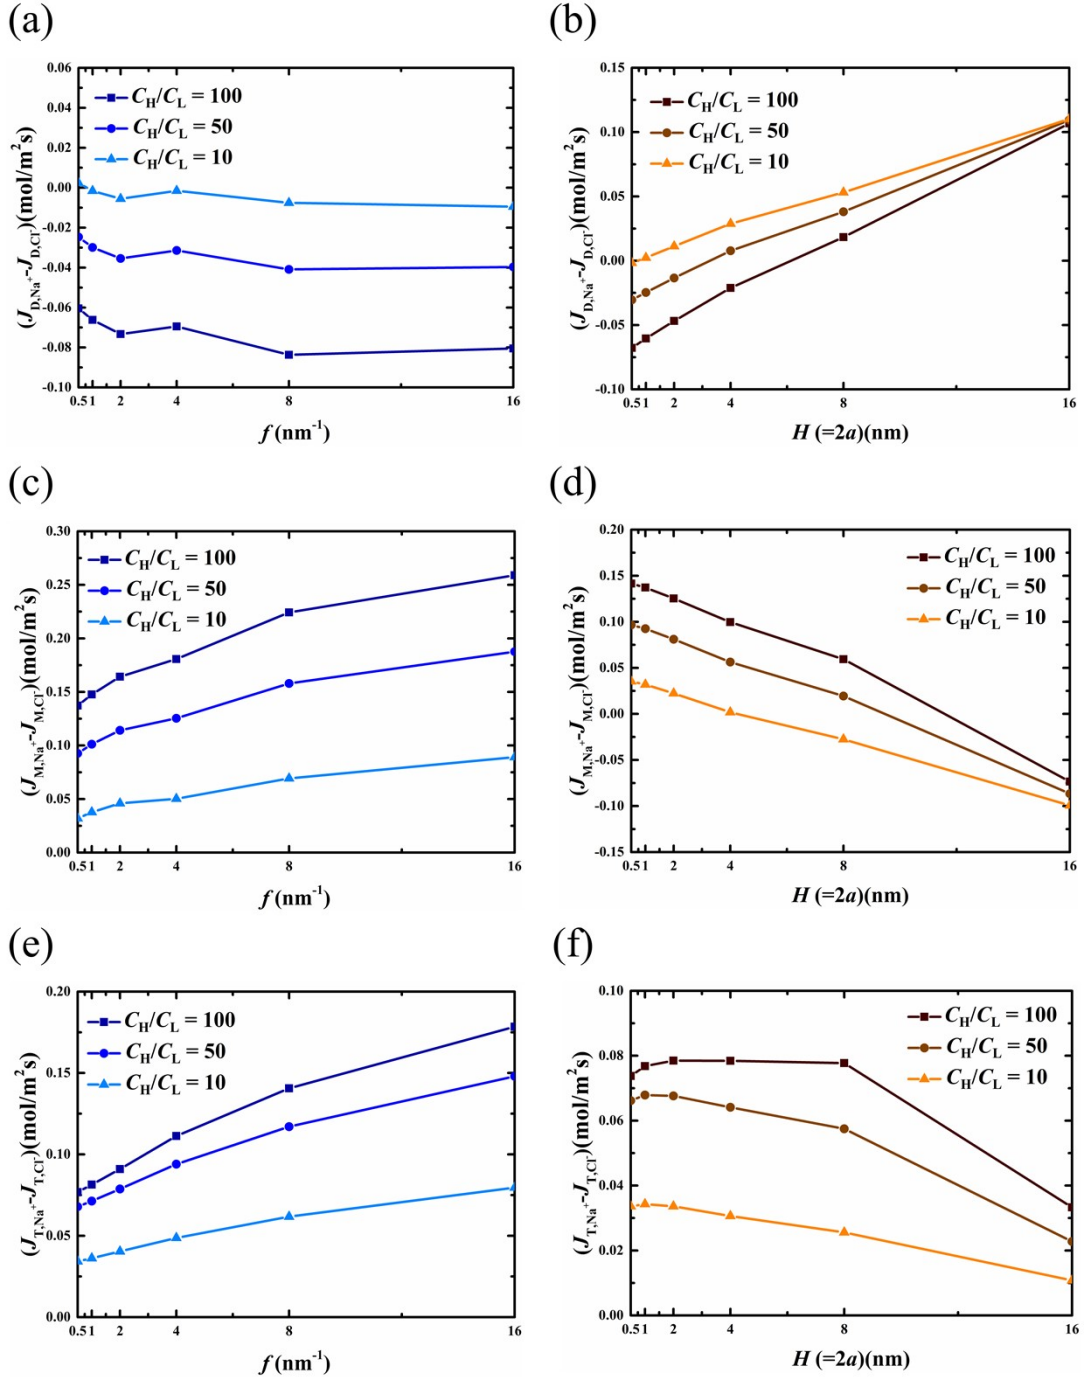 (a)
(J_D,Na⁺-J_D,Cl⁻)(mol/m²s)
0.06
0.04
0.02
0.00
-0.02
-0.04
-0.06
-0.08
-0.10
C_H/C_L = 100
C_H/C_L = 50
C_H/C_L = 10
0.5 1 2 4 8 16
f (nm⁻¹)
(b)
(J_D,Na⁺-J_D,Cl⁻)(mol/m²s)
0.15
0.10
0.05
0.00
-0.05
-0.10
C_H/C_L = 100
C_H/C_L = 50
C_H/C_L = 10
0.5 1 2 4 8 16
H (=2a)(nm)
(c)
(J_M,Na⁺-J_M,Cl⁻)(mol/m²s)
0.30
0.25
0.20
0.15
0.10
0.05
0.00
C_H/C_L = 100
C_H/C_L = 50
C_H/C_L = 10
0.5 1 2 4 8 16
f (nm⁻¹)
(d)
(J_M,Na⁺-J_M,Cl⁻)(mol/m²s)
0.20
0.15
0.10
0.05
0.00
-0.05
-0.10
-0.15
C_H/C_L = 100
C_H/C_L = 50
C_H/C_L = 10
0.5 1 2 4 8 16
H (=2a)(nm)
(e)
(J_T,Na⁺-J_T,Cl⁻)(mol/m²s)
0.20
0.15
0.10
0.05
0.00
C_H/C_L = 100
C_H/C_L = 50
C_H/C_L = 10
0.5 1 2 4 8 16
f (nm⁻¹)
(f)
(J_T,Na⁺-J_T,Cl⁻)(mol/m²s)
0.10
0.08
0.06
0.04
0.02
0.00
C_H/C_L = 100
C_H/C_L = 50
C_H/C_L = 10
0.5 1 2 4 8 16
H (=2a)(nm)